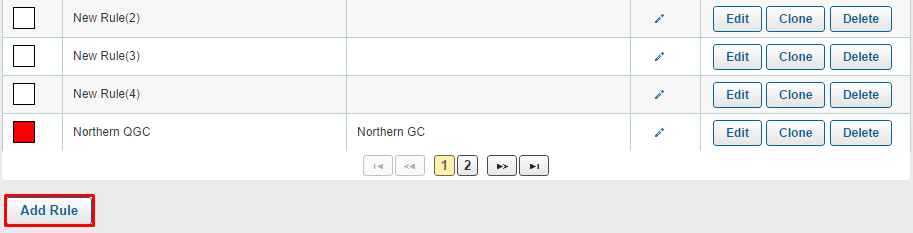 New Rule(2) Edit Clone Delete
New Rule(3) Edit Clone Delete
New Rule(4) Edit Clone Delete
Northern QGC Northern GC Edit Clone Delete
1 2
Add Rule